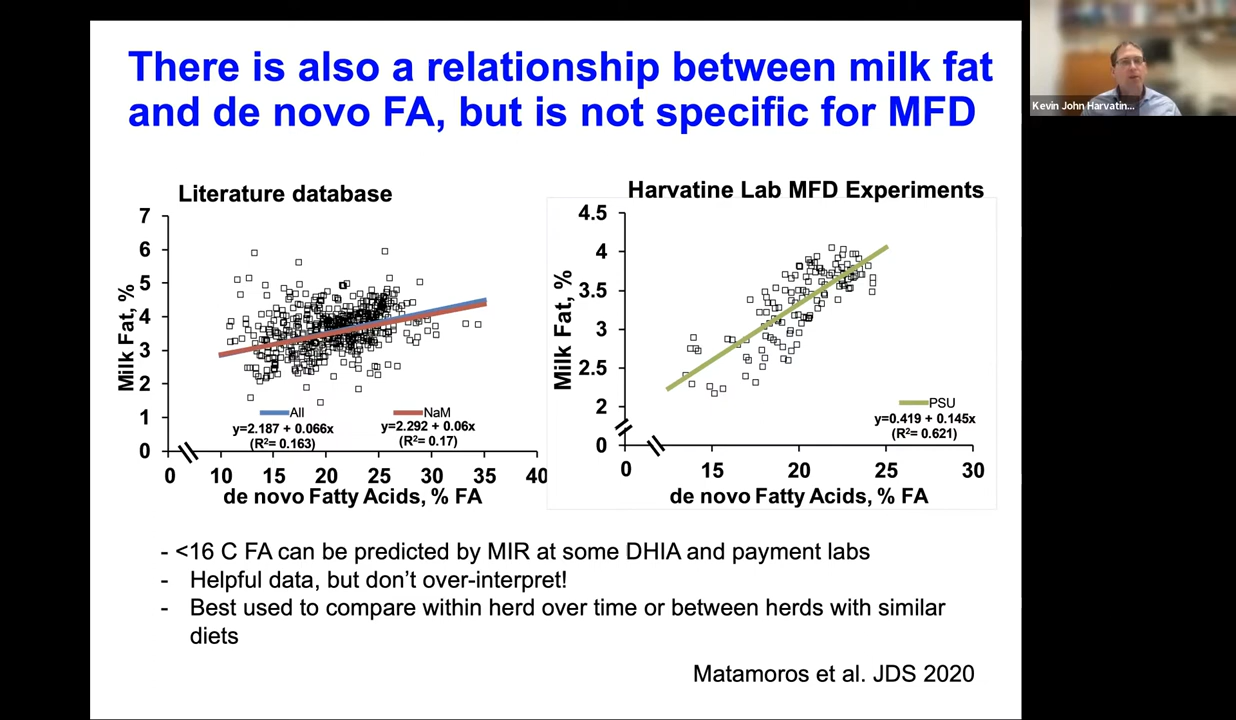 There is also a relationship between milk fat
and de novo FA, but is not specific for MFD
Kevin John Harvatin...
Literature database
Milk Fat, %
7
6
5
4
3
2
1
0
All
y=2.187 + 0.066x
(R²= 0.163)
NaM
y=2.292 + 0.06x
(R²= 0.17)
0 10 15 20 25 30 35 40
de novo Fatty Acids, % FA
Harvatine Lab MFD Experiments
Milk Fat, %
4.5
4
3.5
3
2.5
2
0
PSU
y=0.419 + 0.145x
(R²= 0.621)
0 15 20 25 30
de novo Fatty Acids, % FA
- <16 C FA can be predicted by MIR at some DHIA and payment labs
- Helpful data, but don’t over-interpret!
- Best used to compare within herd over time or between herds with similar
diets
Matamoros et al. JDS 2020